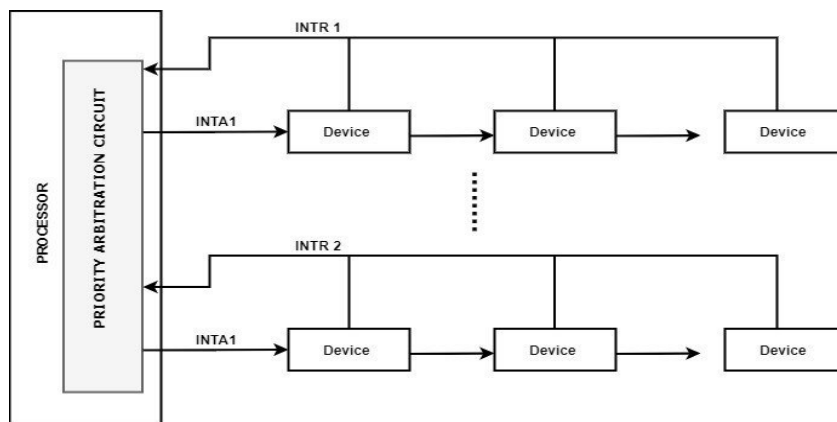 PROCESSOR
PRIORITY ARBITRATION CIRCUIT
INTR 1
INTA1
Device
Device
Device
INTR 2
INTA1
Device
Device
Device